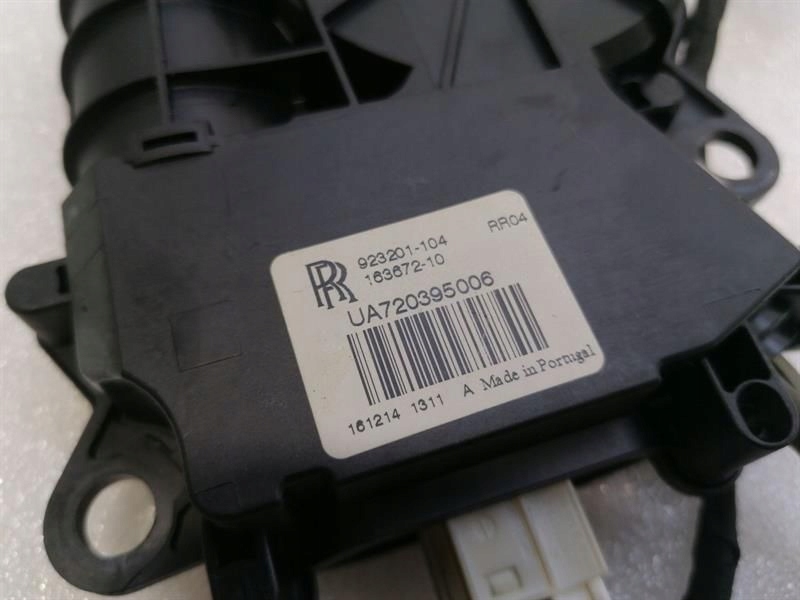 RR
923201-104
RR04
163672-10
UA720395006
161214 1311 A Made in Portugal